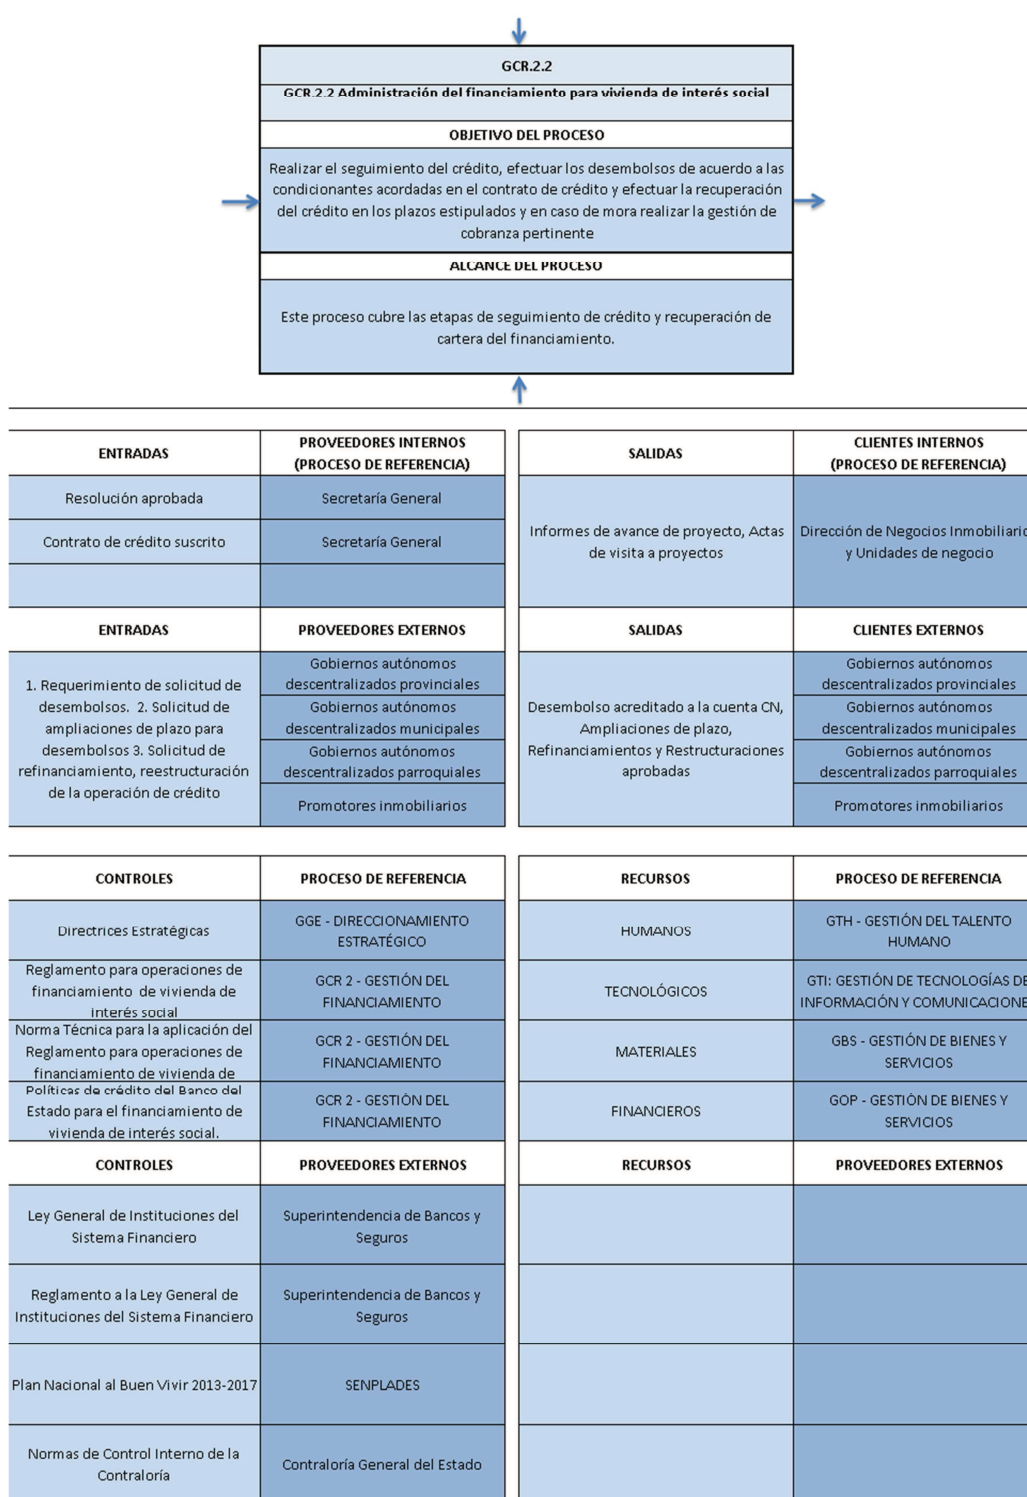 GCR.2.2
GCR.2.2 Administración del financiamiento para vivienda de interés social
OBJETIVO DEL PROCESO
Realizar el seguimiento del crédito, efectuar los desembolsos de acuerdo a las
condicionantes acordadas en el contrato de crédito y efectuar la recuperación
del crédito en los plazos estipulados y en caso de mora realizar la gestión de
cobranza pertinente
ALCANCE DEL PROCESO
Este proceso cubre las etapas de seguimiento de crédito y recuperación de
cartera del financiamiento.
ENTRADAS
PROVEEDORES INTERNOS
(PROCESO DE REFERENCIA)
Resolución aprobada
Secretaría General
Contrato de crédito suscrito
Secretaría General
SALIDAS
CLIENTES INTERNOS
(PROCESO DE REFERENCIA)
Informes de avance de proyecto, Actas
de visita a proyectos
Dirección de Negocios Inmobiliario
y Unidades de negocio
ENTRADAS
PROVEEDORES EXTERNOS
1. Requerimiento de solicitud de
desembolsos. 2. Solicitud de
ampliaciones de plazo para
desembolsos 3. Solicitud de
refinanciamiento, reestructuración
de la operación de crédito
Gobiernos autónomos
descentralizados provinciales
Gobiernos autónomos
descentralizados municipales
Gobiernos autónomos
descentralizados parroquiales
Promotores inmobiliarios
SALIDAS
CLIENTES EXTERNOS
Desembolso acreditado a la cuenta CN,
Ampliaciones de plazo,
Refinanciamientos y Restructuraciones
aprobadas
Gobiernos autónomos
descentralizados provinciales
Gobiernos autónomos
descentralizados municipales
Gobiernos autónomos
descentralizados parroquiales
Promotores inmobiliarios
CONTROLES
PROCESO DE REFERENCIA
Directrices Estratégicas
GGE - DIRECCIONAMIENTO
ESTRATÉGICO
Reglamento para operaciones de
financiamiento de vivienda de
interés social
GCR 2 - GESTIÓN DEL
FINANCIAMIENTO
Norma Técnica para la aplicación del
Reglamento para operaciones de
financiamiento de vivienda de
GCR 2 - GESTIÓN DEL
FINANCIAMIENTO
Políticas de crédito del Banco del
Estado para el financiamiento de
vivienda de interés social.
GCR 2 - GESTIÓN DEL
FINANCIAMIENTO
RECURSOS
PROCESO DE REFERENCIA
HUMANOS
GTH - GESTIÓN DEL TALENTO
HUMANO
TECNOLÓGICOS
GTI: GESTIÓN DE TECNOLOGÍAS DE
INFORMACIÓN Y COMUNICACIONE
MATERIALES
GBS - GESTIÓN DE BIENES Y
SERVICIOS
FINANCIEROS
GOP - GESTIÓN DE BIENES Y
SERVICIOS
CONTROLES
PROVEEDORES EXTERNOS
Ley General de Instituciones del
Sistema Financiero
Superintendencia de Bancos y
Seguros
Reglamento a la Ley General de
Instituciones del Sistema Financiero
Superintendencia de Bancos y
Seguros
Plan Nacional al Buen Vivir 2013-2017
SENPLADES
Normas de Control Interno de la
Contraloría
Contraloría General del Estado
RECURSOS
PROVEEDORES EXTERNOS